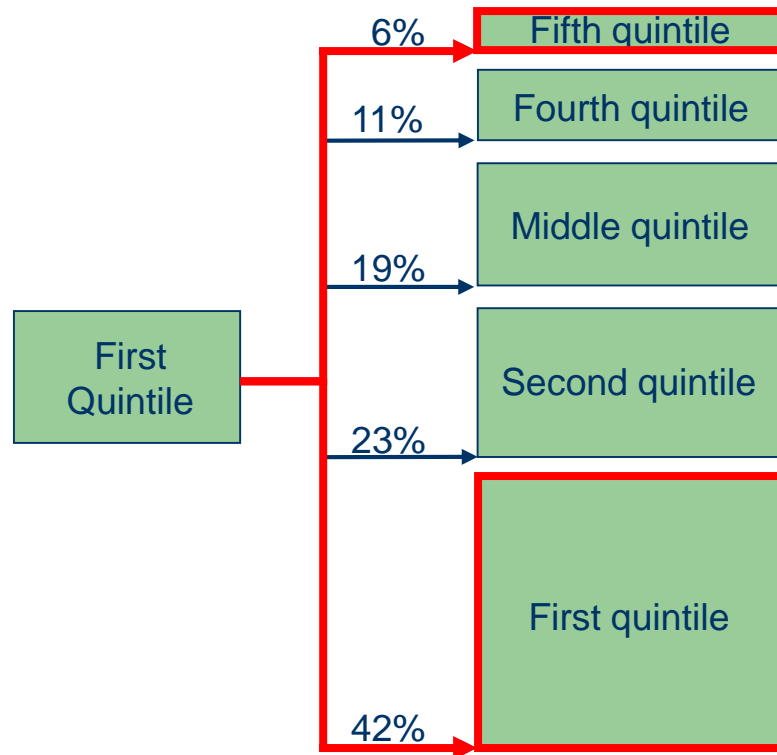 6%
Fifth quintile
11%
Fourth quintile
Middle quintile
19%
First
Quintile
Second quintile
23%
First quintile
42%